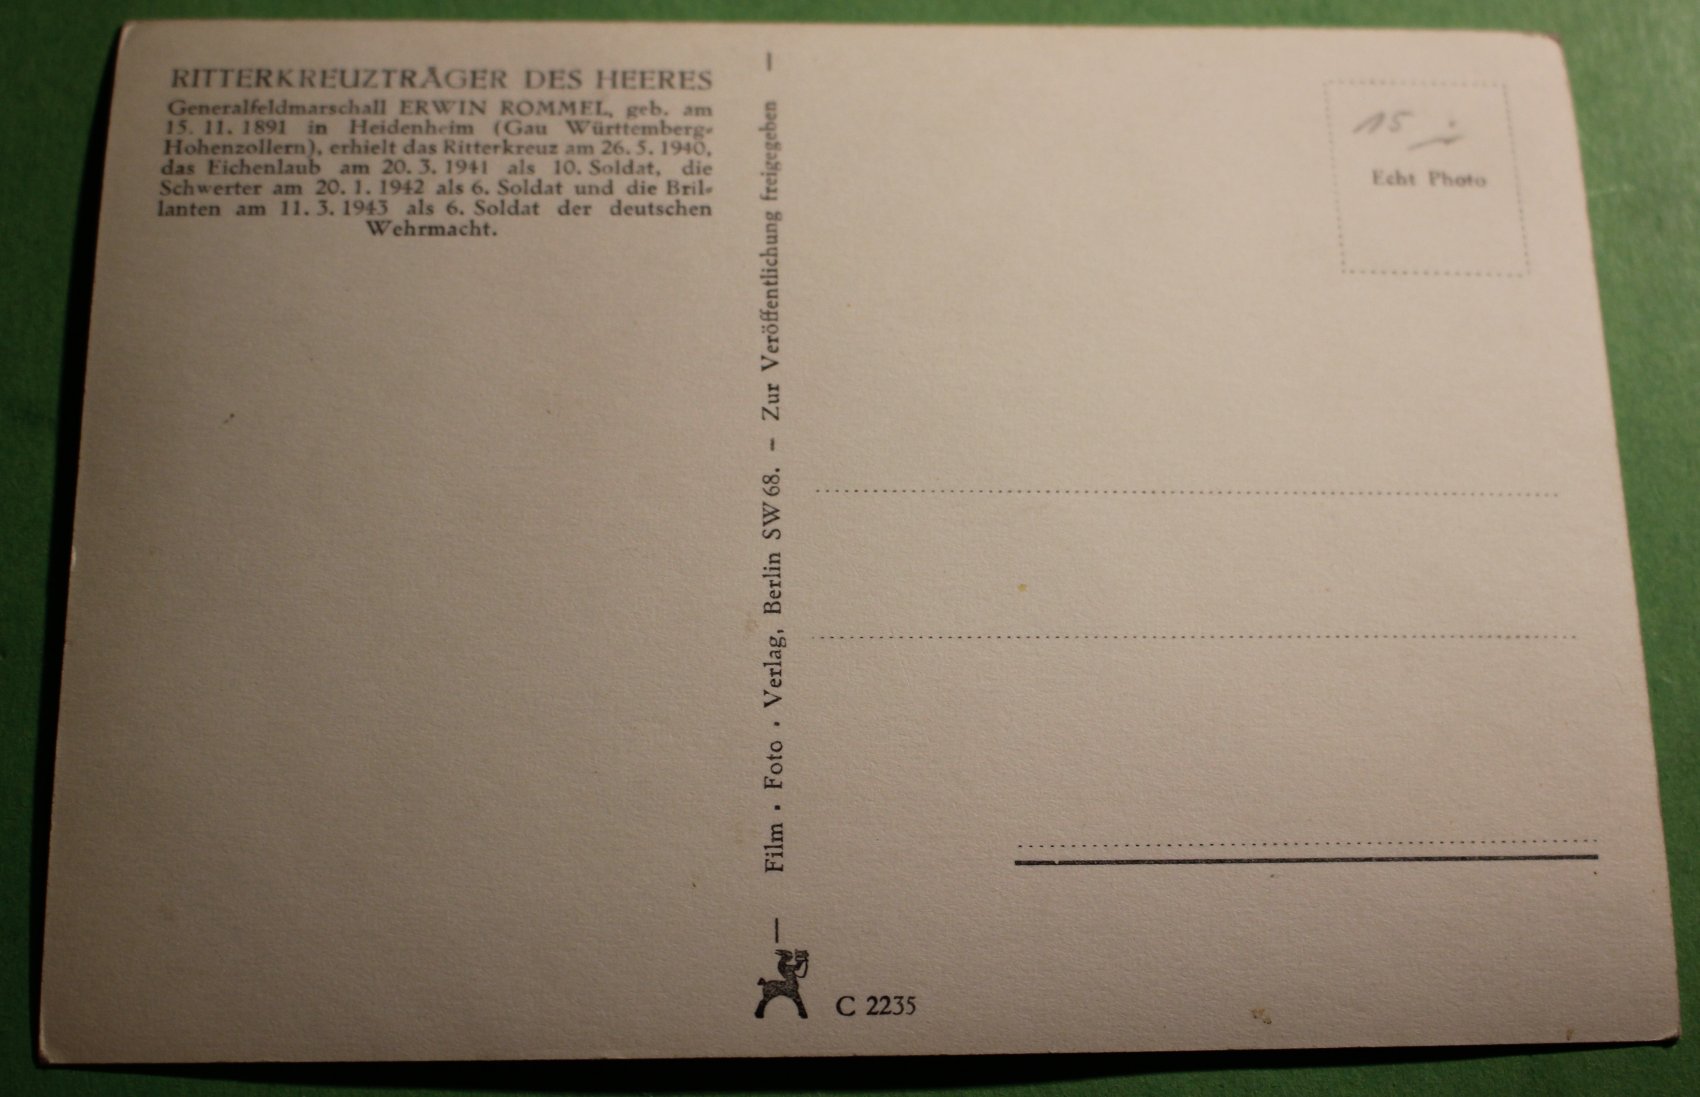 RITTERKREUZTRÄGER DES HEERES
Generalfeldmarschall ERWIN ROMMEL, geb. am
15. 11. 1891 in Heidenheim (Gau Württemberg-
Hohenzollern), erhielt das Ritterkreuz am 26. 5. 1940,
das Eichenlaub am 20. 3. 1941 als 10. Soldat, die
Schwerter am 20. 1. 1942 als 6. Soldat und die Bril-
lanten am 11. 3. 1943 als 6. Soldat der deutschen
Wehrmacht.
— Film . Foto . Verlag, Berlin SW 68. – Zur Veröffentlichung freigegeben —
15.-
Echt Photo
C 2235